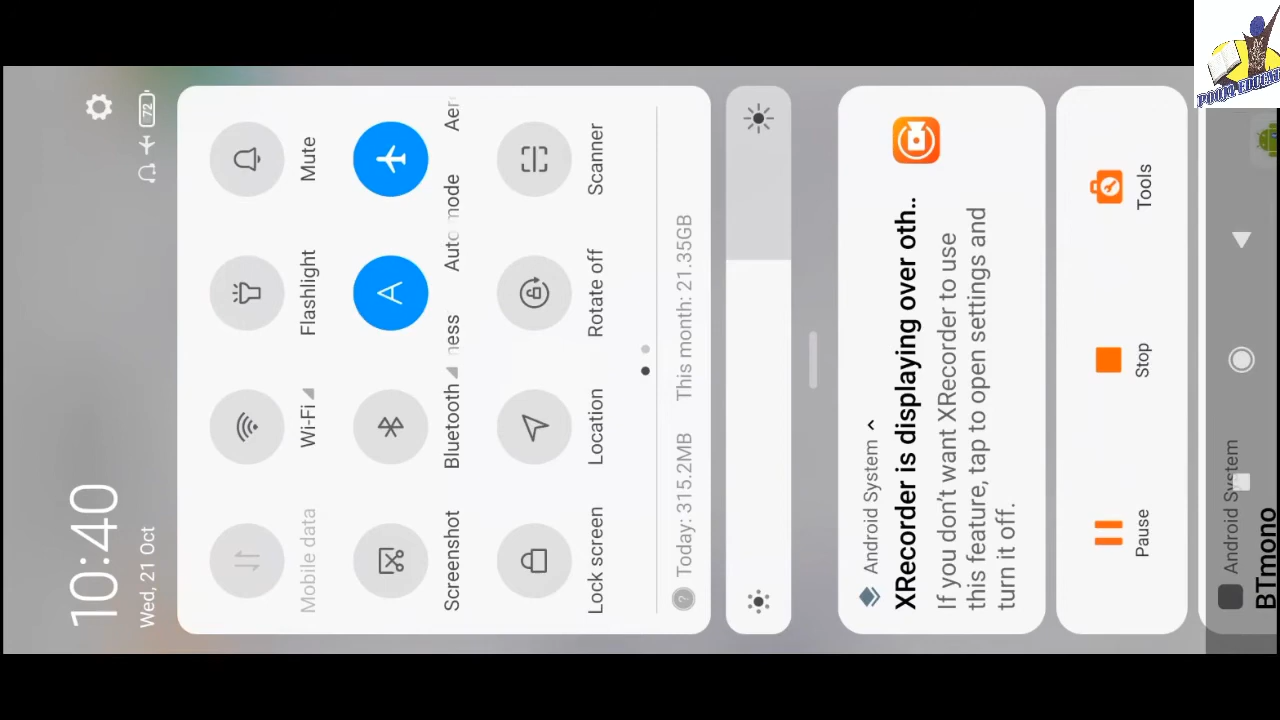 10:40
Wed, 21 Oct
72
Mobile data
Wi-Fi
Flashlight
Mute
Screenshot
Bluetooth
ness
Auto
node
Aer
Lock screen
Location
Rotate off
Scanner
Today: 315.2MB
This month: 21.35GB
Android System
XRecorder is displaying over oth..
If you don't want XRecorder to use
this feature, tap to open settings and
turn it off.
Pause
Stop
Tools
Android System
BTmono